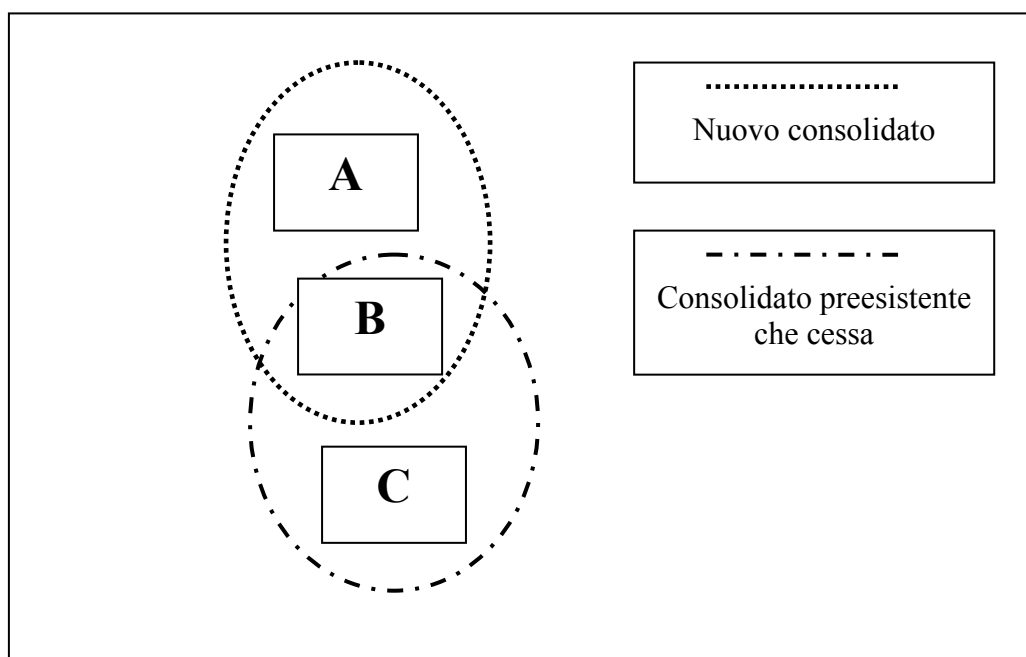 A
B
C
Nuovo consolidato
Consolidato preesistente
che cessa